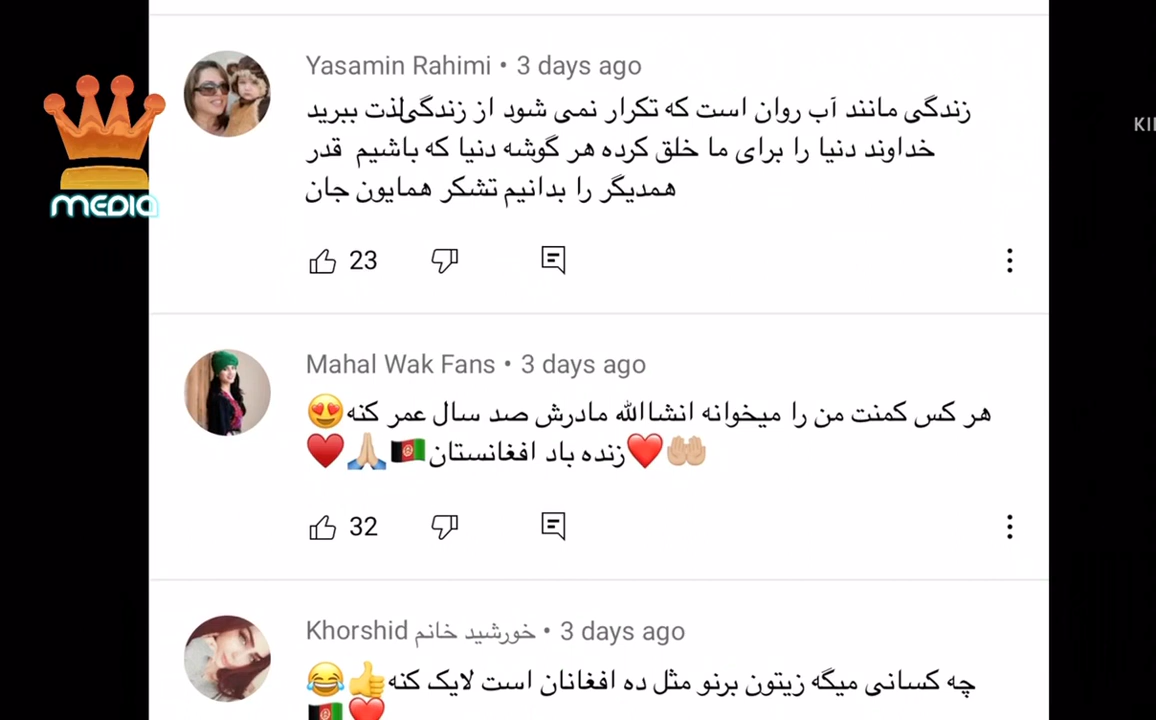 Yasamin Rahimi • 3 days ago
زندگی مانند آب روان است که تکرار نمی شود از زندگی‌لذت ببرید
خداوند دنیا را برای ما خلق کرده هر گوشه دنیا که باشیم قدر
همدیگر را بدانیم تشکر همایون جان
23
MEDIA
Mahal Wak Fans • 3 days ago
هر کس کمنت من را میخوانه انشاالله مادرش صد سال عمر کنه😍
🤲🏼❤️زنده باد افغانستان🇦🇫🙏🏼♥️
32
Khorshid خورشید خانم • 3 days ago
چه کسانی میگه زیتون برنو مثل ده افغانان است لایک کنه👍😂
❤️🇦🇫